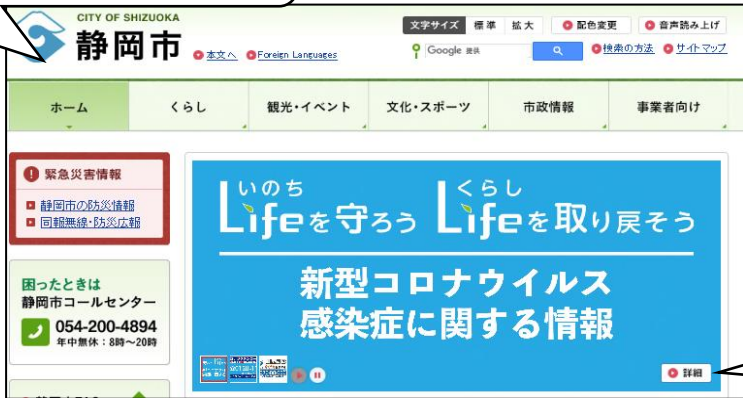 CITY OF SHIZUOKA
静岡市
本文へ Foreign Languages
文字サイズ 標準 拡大 配色変更 音声読み上げ
Google 提供 検索の方法 サイトマップ
ホーム くらし 観光・イベント 文化・スポーツ 市政情報 事業者向け
緊急災害情報
静岡市の防災情報
同報無線・防災広報
いのち くらし
Lifeを守ろう Lifeを取り戻そう
新型コロナウイルス
感染症に関する情報
詳細
困ったときは
静岡市コールセンター
054-200-4894
年中無休:8時~20時